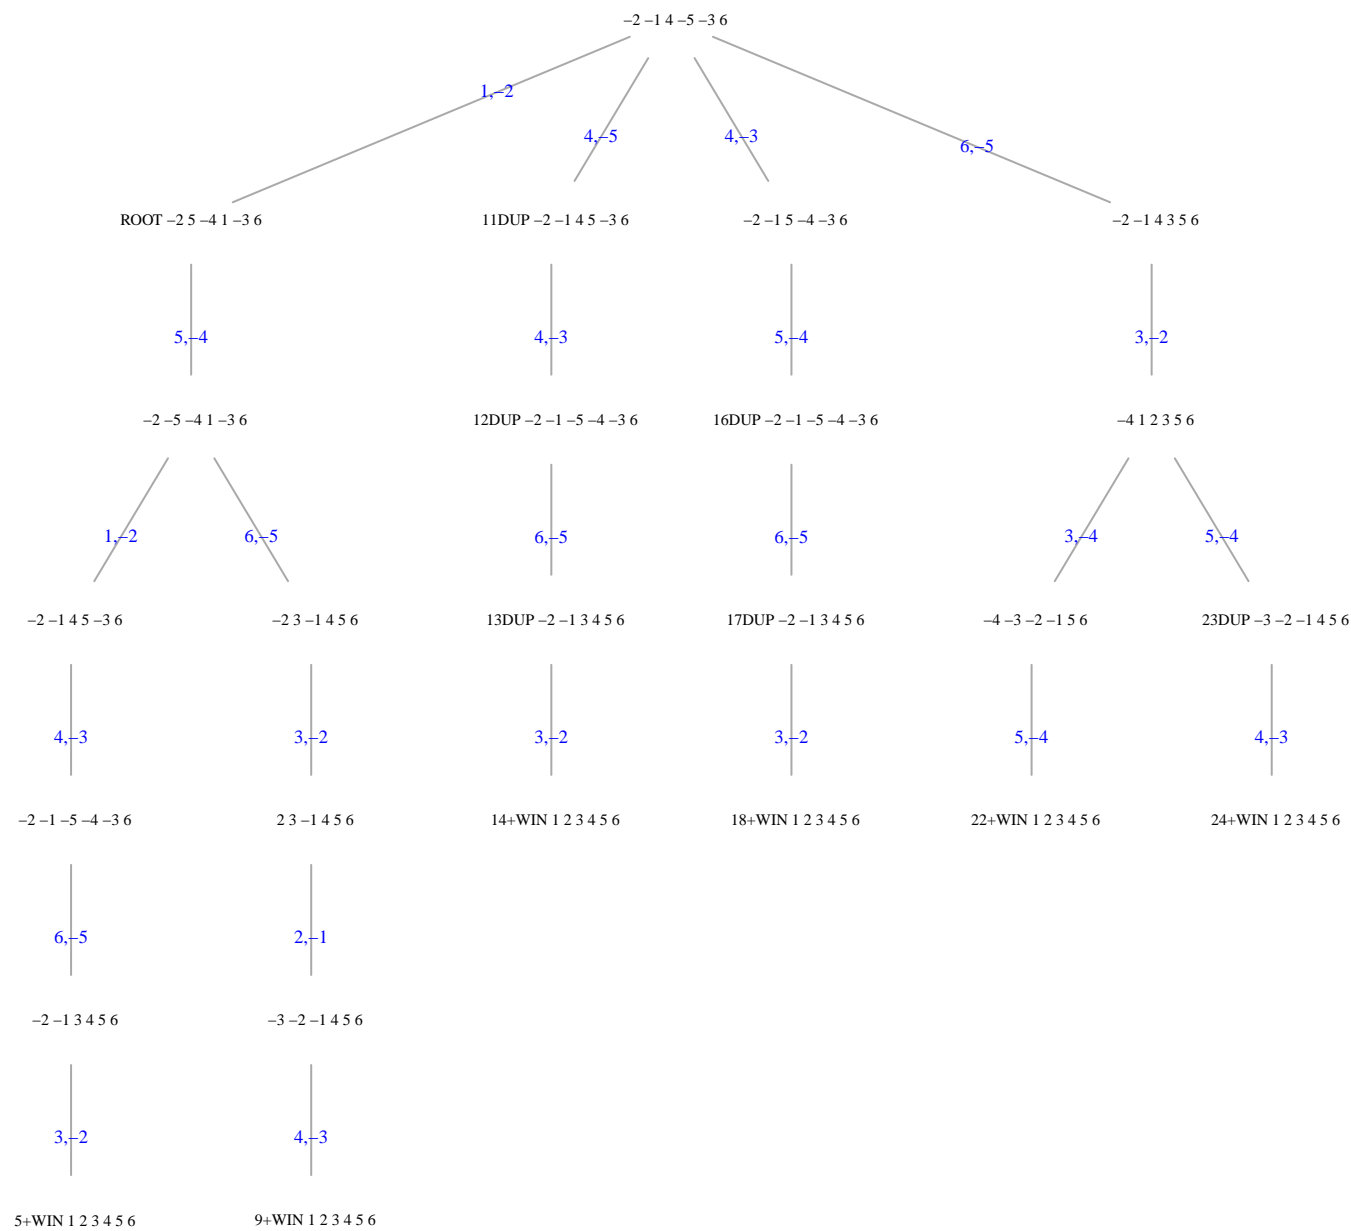 −2 −1 4 −5 −3 6
1,−2
4,−5
4,−3
6,−5
ROOT −2 5 −4 1 −3 6
11DUP −2 −1 4 5 −3 6
−2 −1 5 −4 −3 6
−2 −1 4 3 5 6
5,−4
4,−3
5,−4
3,−2
−2 −5 −4 1 −3 6
12DUP −2 −1 −5 −4 −3 6
16DUP −2 −1 −5 −4 −3 6
−4 1 2 3 5 6
1,−2
6,−5
6,−5
6,−5
3,−4
5,−4
−2 −1 4 5 −3 6
−2 3 −1 4 5 6
13DUP −2 −1 3 4 5 6
17DUP −2 −1 3 4 5 6
−4 −3 −2 −1 5 6
23DUP −3 −2 −1 4 5 6
4,−3
3,−2
3,−2
3,−2
5,−4
4,−3
−2 −1 −5 −4 −3 6
2 3 −1 4 5 6
14+WIN 1 2 3 4 5 6
18+WIN 1 2 3 4 5 6
22+WIN 1 2 3 4 5 6
24+WIN 1 2 3 4 5 6
6,−5
2,−1
−2 −1 3 4 5 6
−3 −2 −1 4 5 6
3,−2
4,−3
5+WIN 1 2 3 4 5 6
9+WIN 1 2 3 4 5 6